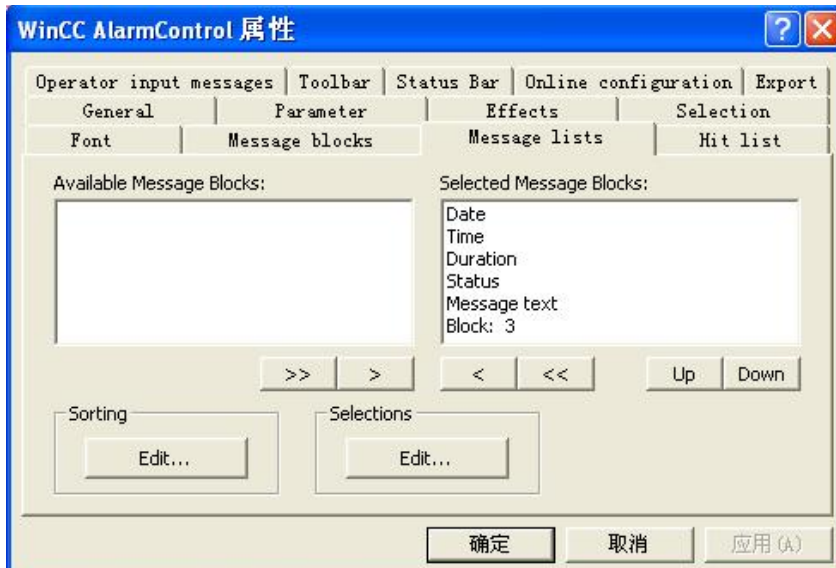 WinCC AlarmControl 属性
Operator input messages Toolbar Status Bar Online configuration Export
General Parameter Effects Selection
Font Message blocks Message lists Hit list
Available Message Blocks: Selected Message Blocks:
Date
Time
Duration
Status
Message text
Block: 3
>> > < << Up Down
Sorting Selections
Edit... Edit...
确定 取消 应用(A)